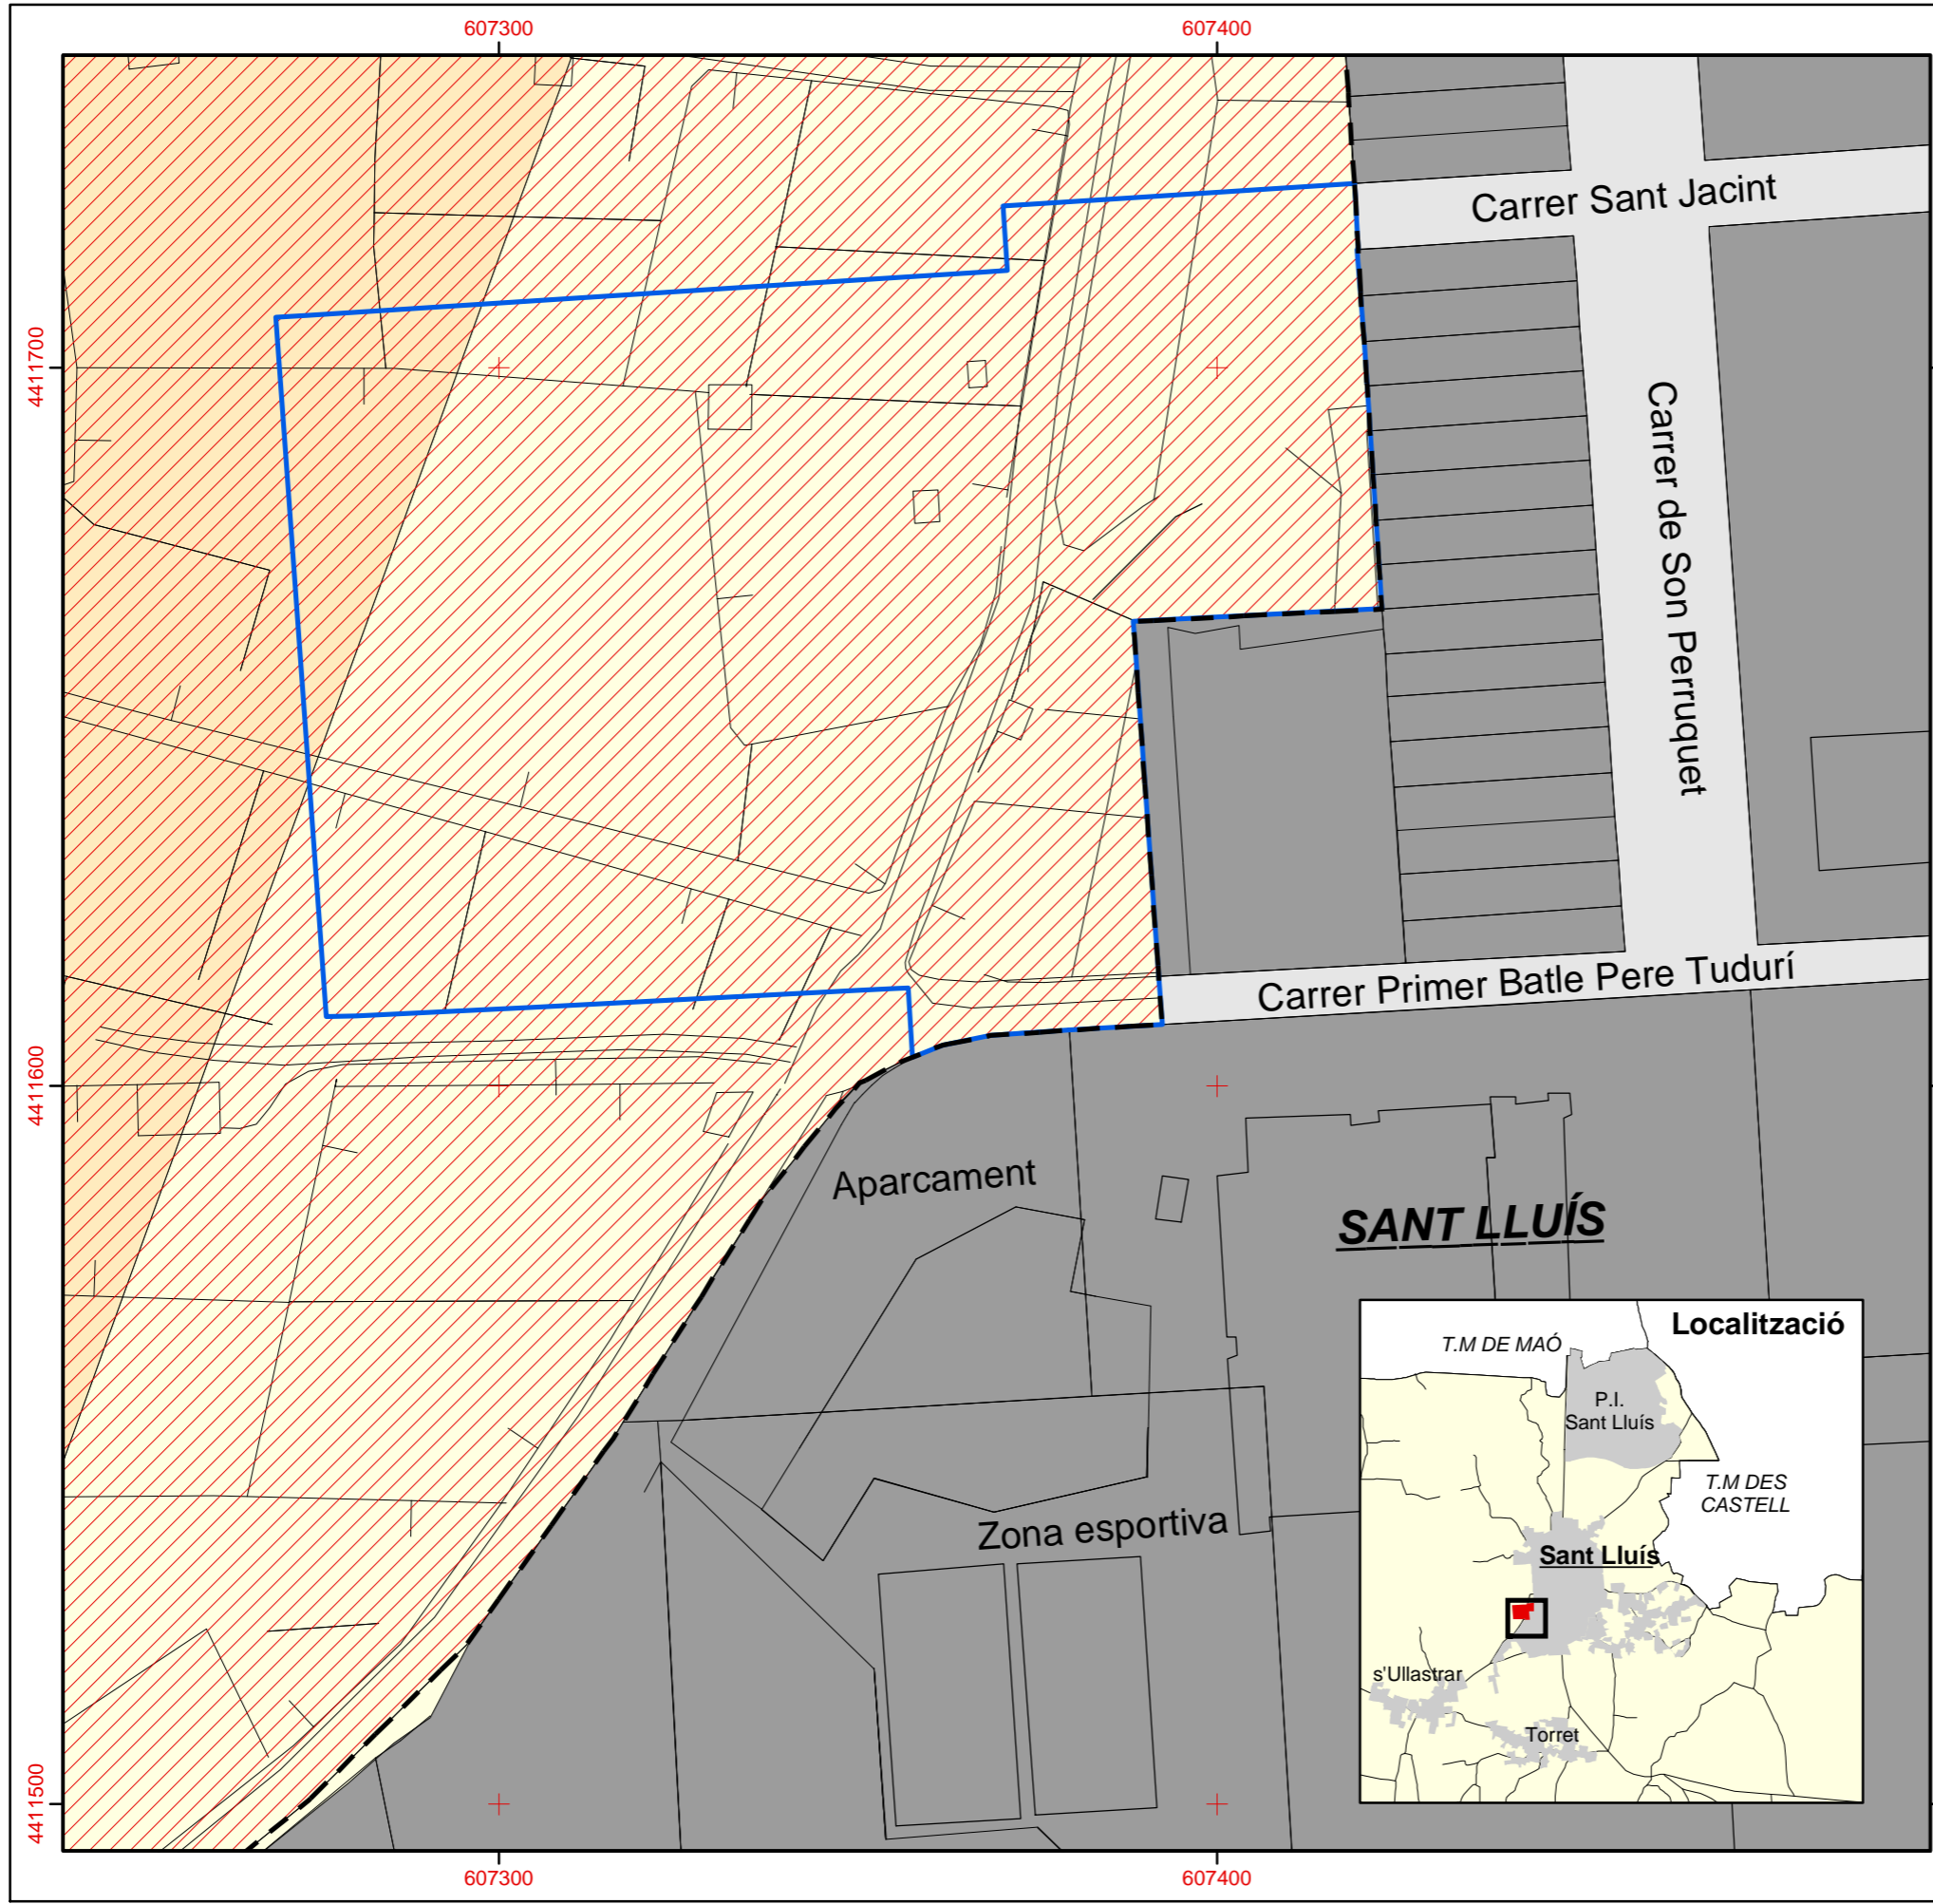 607300
607400
Carrer Sant Jacint
4411700
Carrer de Son Perruquet
Carrer Primer Batle Pere Tudurí
4411600
Aparcament
SANT LLUÍS
Localització
T.M DE MAÓ
P.I.
Sant Lluís
T.M DES
CASTELL
Zona esportiva
Sant Lluís
s'Ullastrar
Torret
4411500
607300
607400